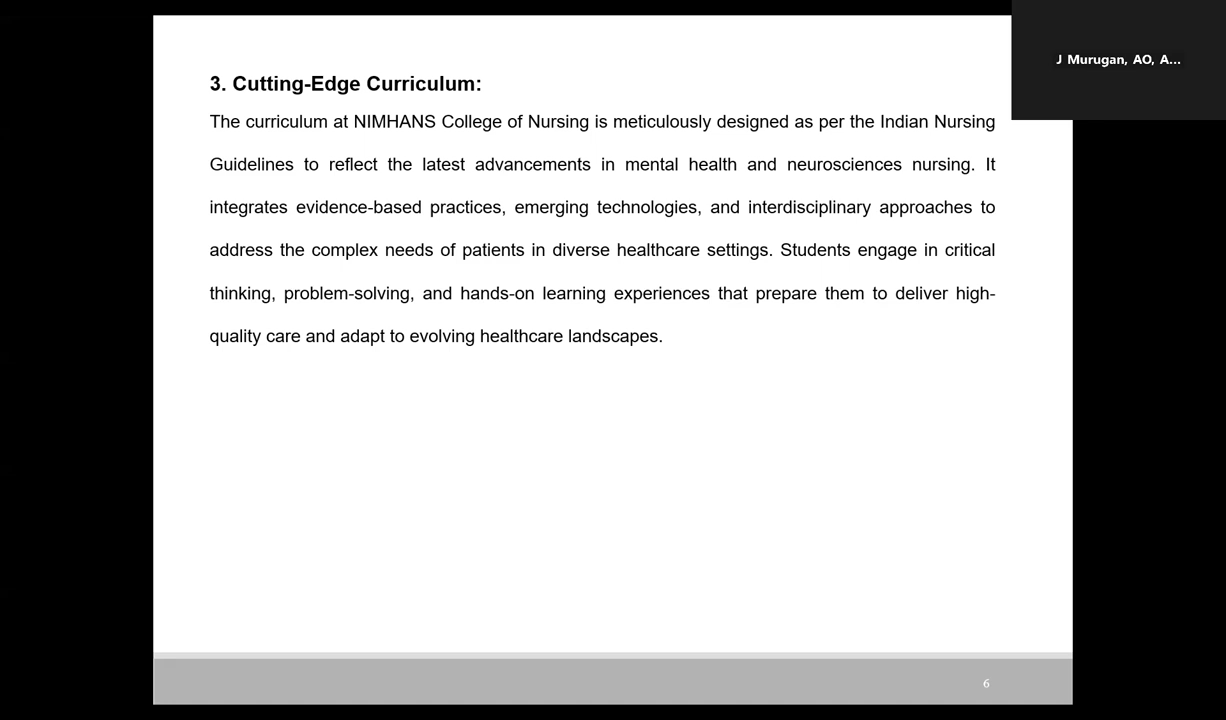 J Murugan, AO, A...
3. Cutting-Edge Curriculum:
The curriculum at NIMHANS College of Nursing is meticulously designed as per the Indian Nursing
Guidelines to reflect the latest advancements in mental health and neurosciences nursing. It
integrates evidence-based practices, emerging technologies, and interdisciplinary approaches to
address the complex needs of patients in diverse healthcare settings. Students engage in critical
thinking, problem-solving, and hands-on learning experiences that prepare them to deliver high-
quality care and adapt to evolving healthcare landscapes.
6